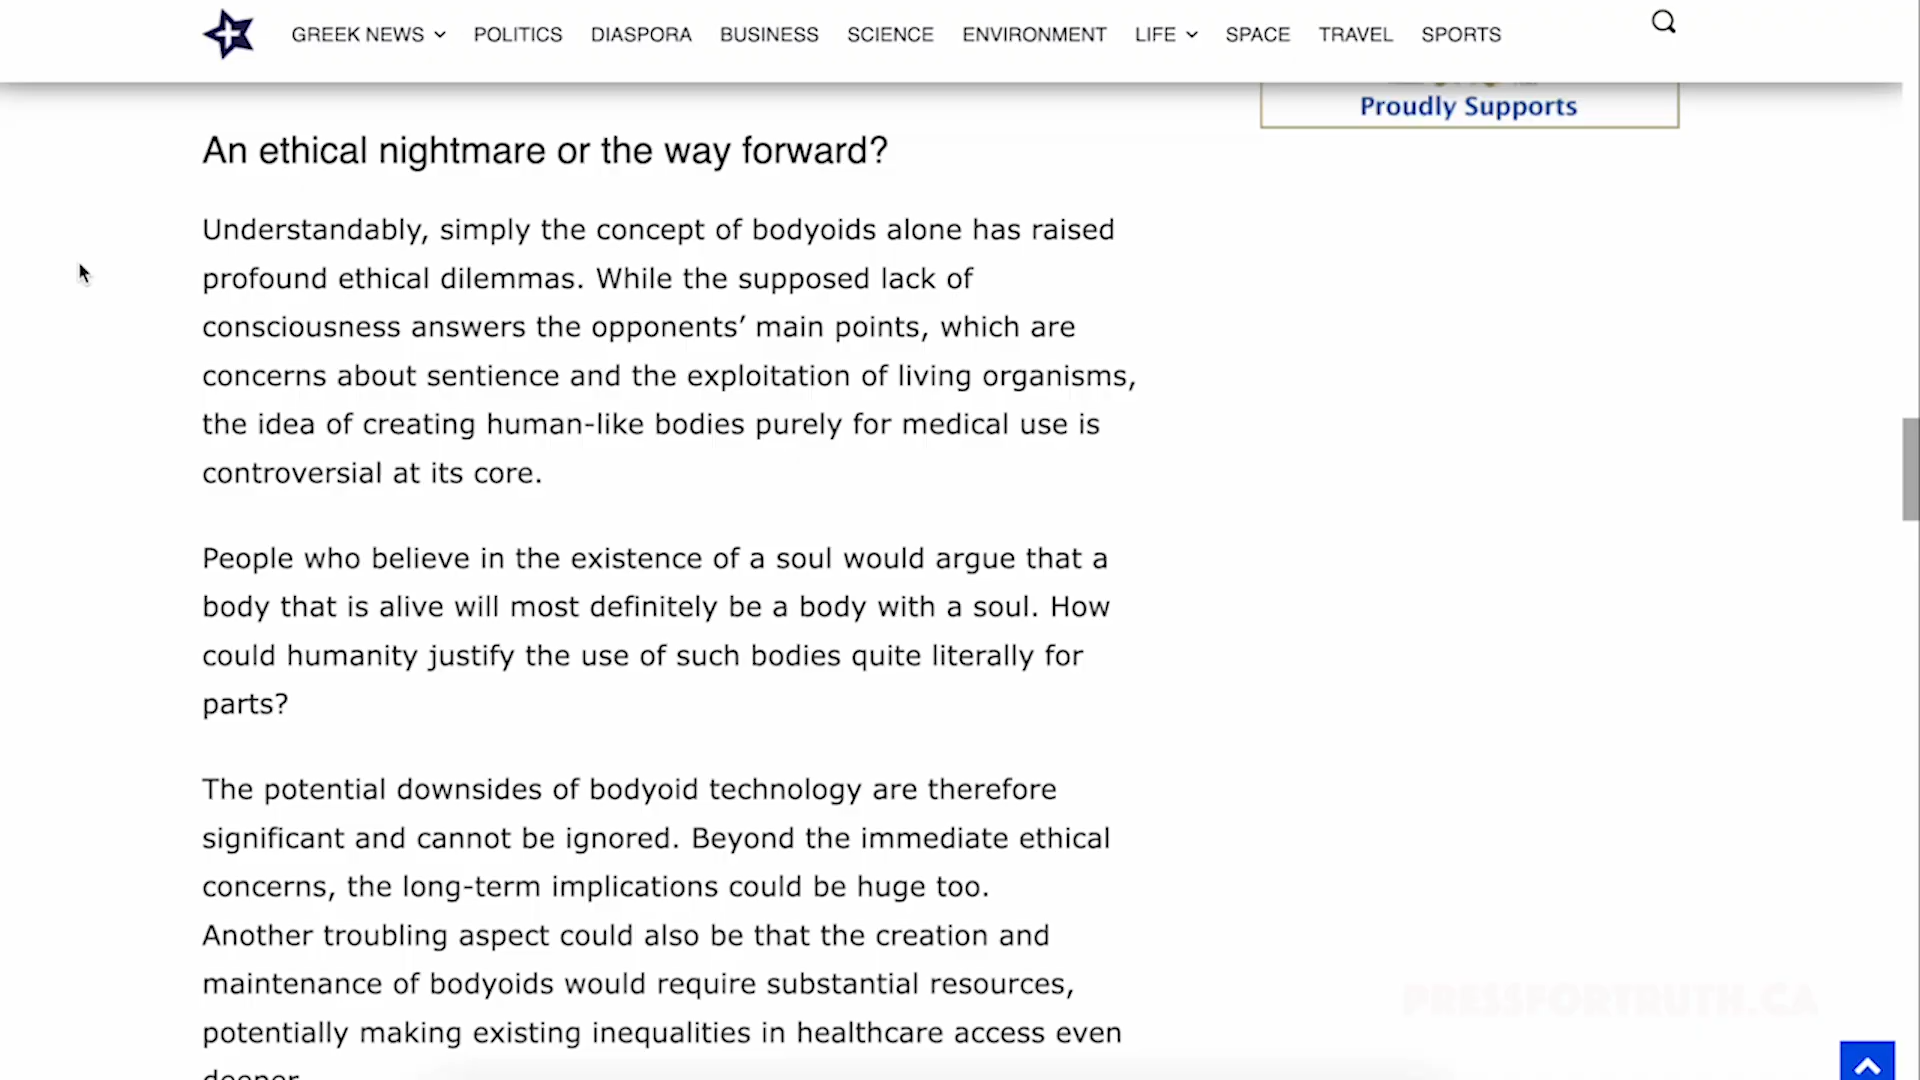 GREEK NEWS POLITICS DIASPORA BUSINESS SCIENCE ENVIRONMENT LIFE SPACE TRAVEL SPORTS
Proudly Supports
An ethical nightmare or the way forward?
Understandably, simply the concept of bodyoids alone has raised
profound ethical dilemmas. While the supposed lack of
consciousness answers the opponents’ main points, which are
concerns about sentience and the exploitation of living organisms,
the idea of creating human-like bodies purely for medical use is
controversial at its core.
People who believe in the existence of a soul would argue that a
body that is alive will most definitely be a body with a soul. How
could humanity justify the use of such bodies quite literally for
parts?
The potential downsides of bodyoid technology are therefore
significant and cannot be ignored. Beyond the immediate ethical
concerns, the long-term implications could be huge too.
Another troubling aspect could also be that the creation and
maintenance of bodyoids would require substantial resources,
PRESSFORTRUTH.CA
potentially making existing inequalities in healthcare access even
deeper